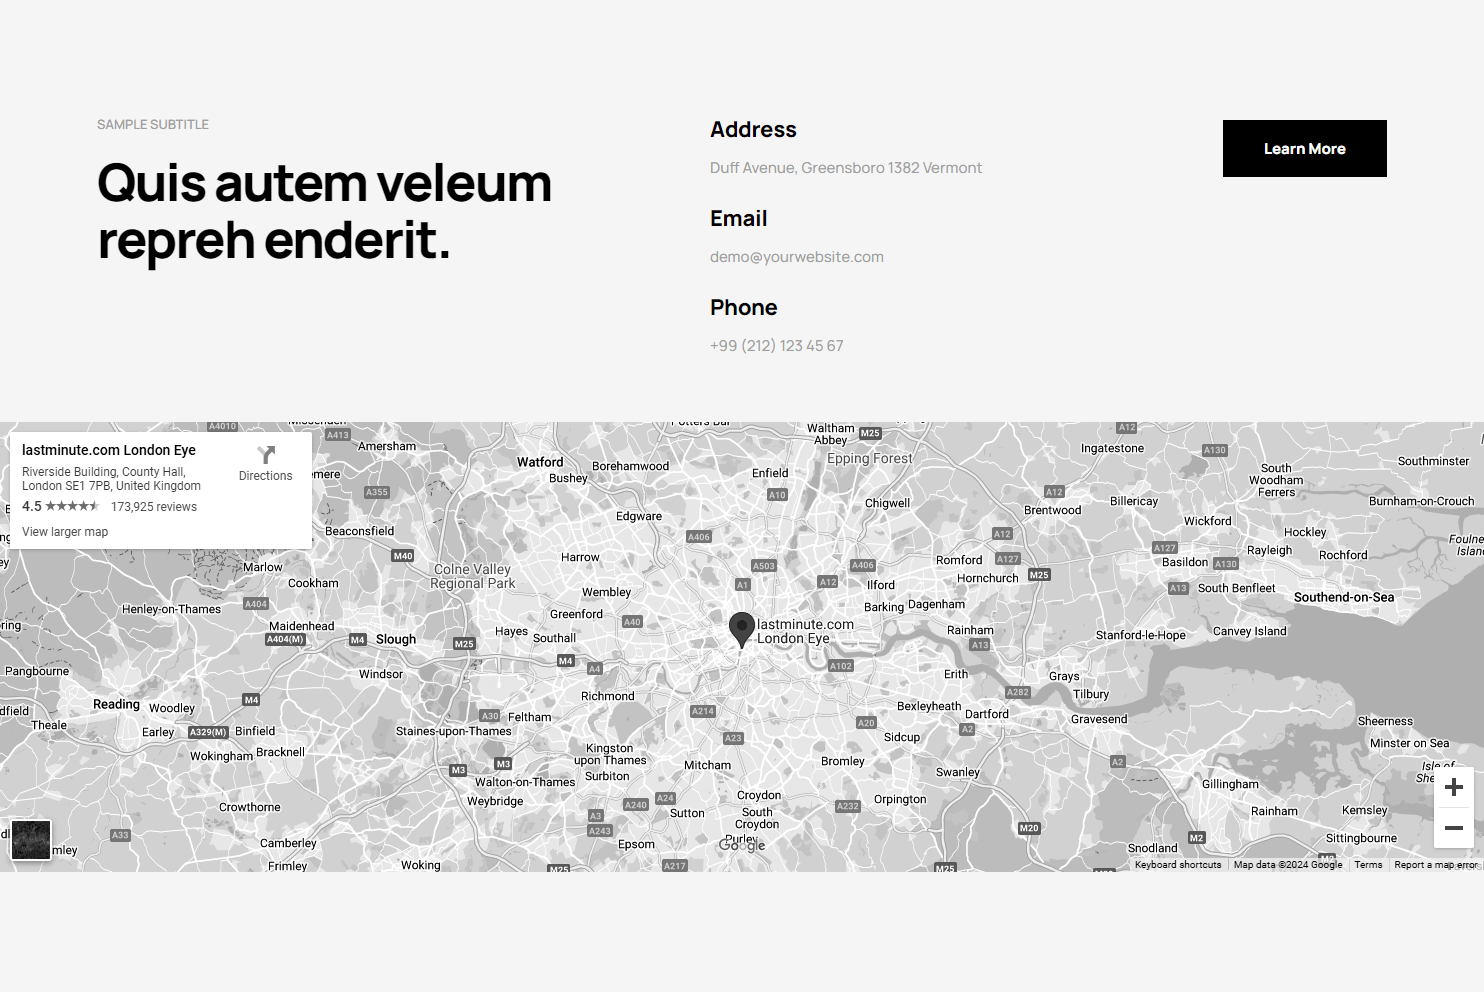 SAMPLE SUBTITLE
Quis autem veleum
repreh enderit.
Address
Duff Avenue, Greensboro 1382 Vermont
Email
demo@yourwebsite.com
Phone
+99 (212) 123 45 67
Learn More
lastminute.com London Eye
Riverside Building, County Hall,
London SE1 7PB, United Kingdom
4.5
173,925 reviews
View larger map
Directions
A4010
A413
Amersham
Potters Bar
Waltham
Abbey
M25
A12
Epping Forest
Ingatestone
A130
Southminster
Watford
Borehamwood
Bushey
Enfield
South
Woodham
Ferrers
A355
A10
Chigwell
A12
Brentwood
Billericay
Burnham-on-Crouch
Edgware
Wickford
Beaconsfield
A406
A12
Hockley
Rayleigh
Rochford
M40
Harrow
A127
Romford
A127
Basildon
A130
Marlow
Colne Valley
Regional Park
A503
A406
Hornchurch
M25
Cookham
Wembley
A1
A12
Ilford
A13
South Benfleet
Southend-on-Sea
Henley-on-Thames
A404
Greenford
Barking
Dagenham
Maidenhead
A40
lastminute.com
London Eye
Rainham
Canvey Island
A404(M)
M4
Slough
M25
Hayes
Southall
A13
Stanford-le-Hope
Pangbourne
Windsor
M4
A4
A102
Erith
Grays
Reading
Woodley
M4
Richmond
A282
Tilbury
Theale
A214
Bexleyheath
Dartford
Gravesend
Sheerness
Earley
A329(M)
Binfield
Staines-upon-Thames
A30
Feltham
A23
A20
Sidcup
A2
Minster on Sea
Wokingham
Bracknell
Kingston
upon Thames
Mitcham
Bromley
A2
M3
M3
Surbiton
Swanley
Isle of
Walton-on-Thames
Gillingham
Weybridge
Croydon
Orpington
Crowthorne
A240
A24
Sutton
South
Croydon
A232
Rainham
Kemsley
A3
A33
A243
M20
M2
Sittingbourne
Camberley
Epsom
Purley
Google
Snodland
Frimley
Woking
M25
A217
M25
Keyboard shortcuts
Map data ©2024 Google
Terms
Report a map error